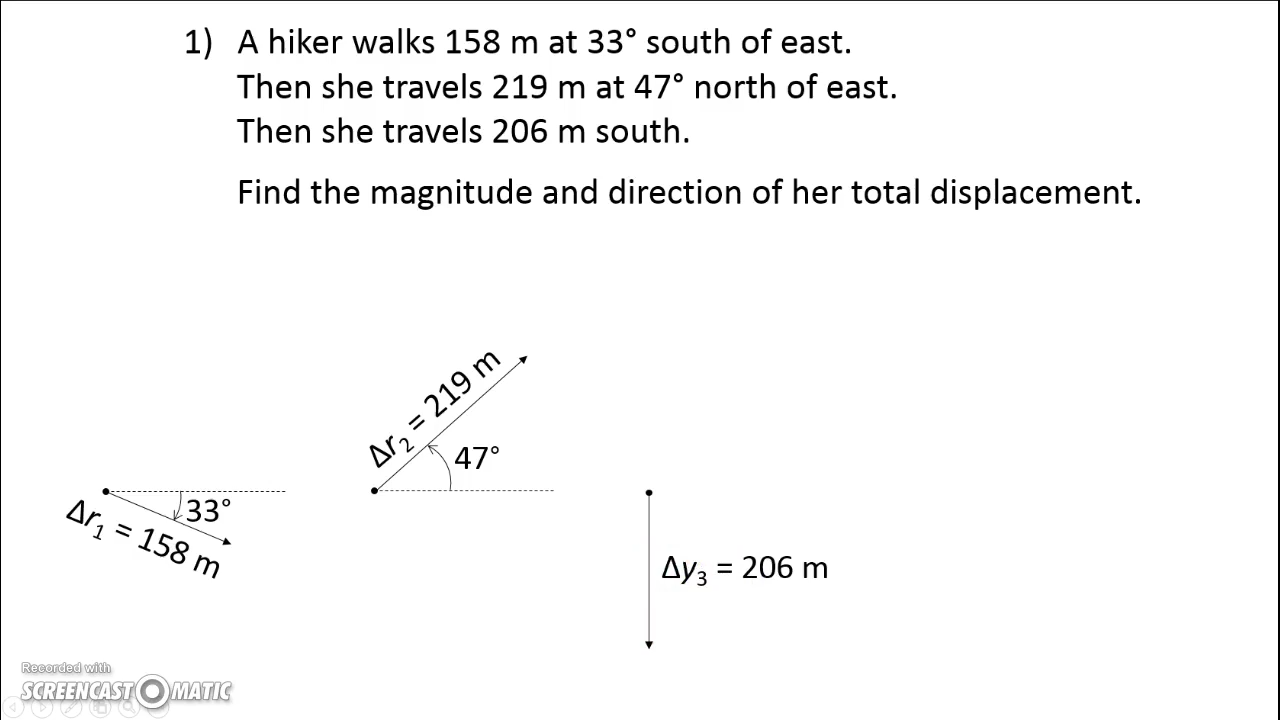 1) A hiker walks 158 m at 33° south of east.
Then she travels 219 m at 47° north of east.
Then she travels 206 m south.
Find the magnitude and direction of her total displacement.
Δr₂ = 219 m
47°
33°
Δr₁ = 158 m
Δy₃ = 206 m
Recorded with
SCREENCAST O MATIC